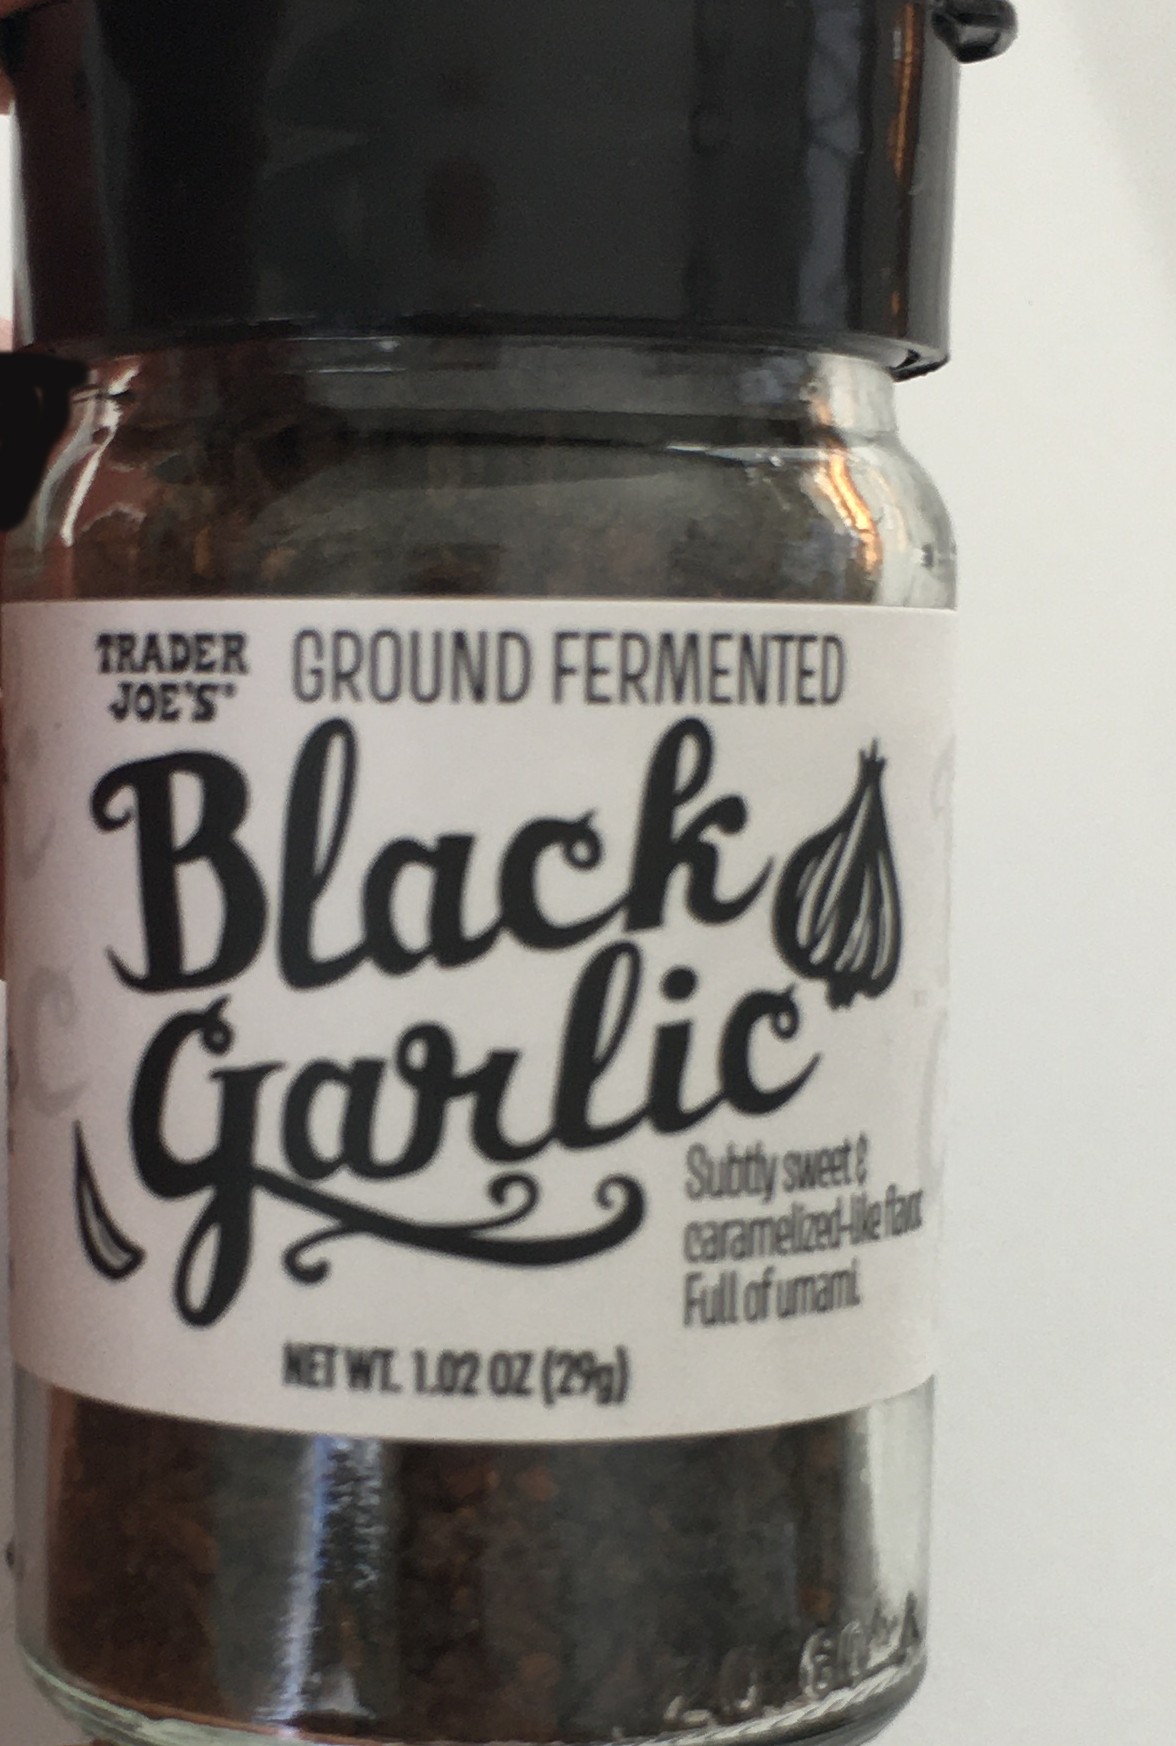 TRADER
JOE'S®
GROUND FERMENTED
Black
Garlic
Subtly sweet &
caramelized-like flavor
Full of umami.
NET WT. 1.02 OZ (29g)